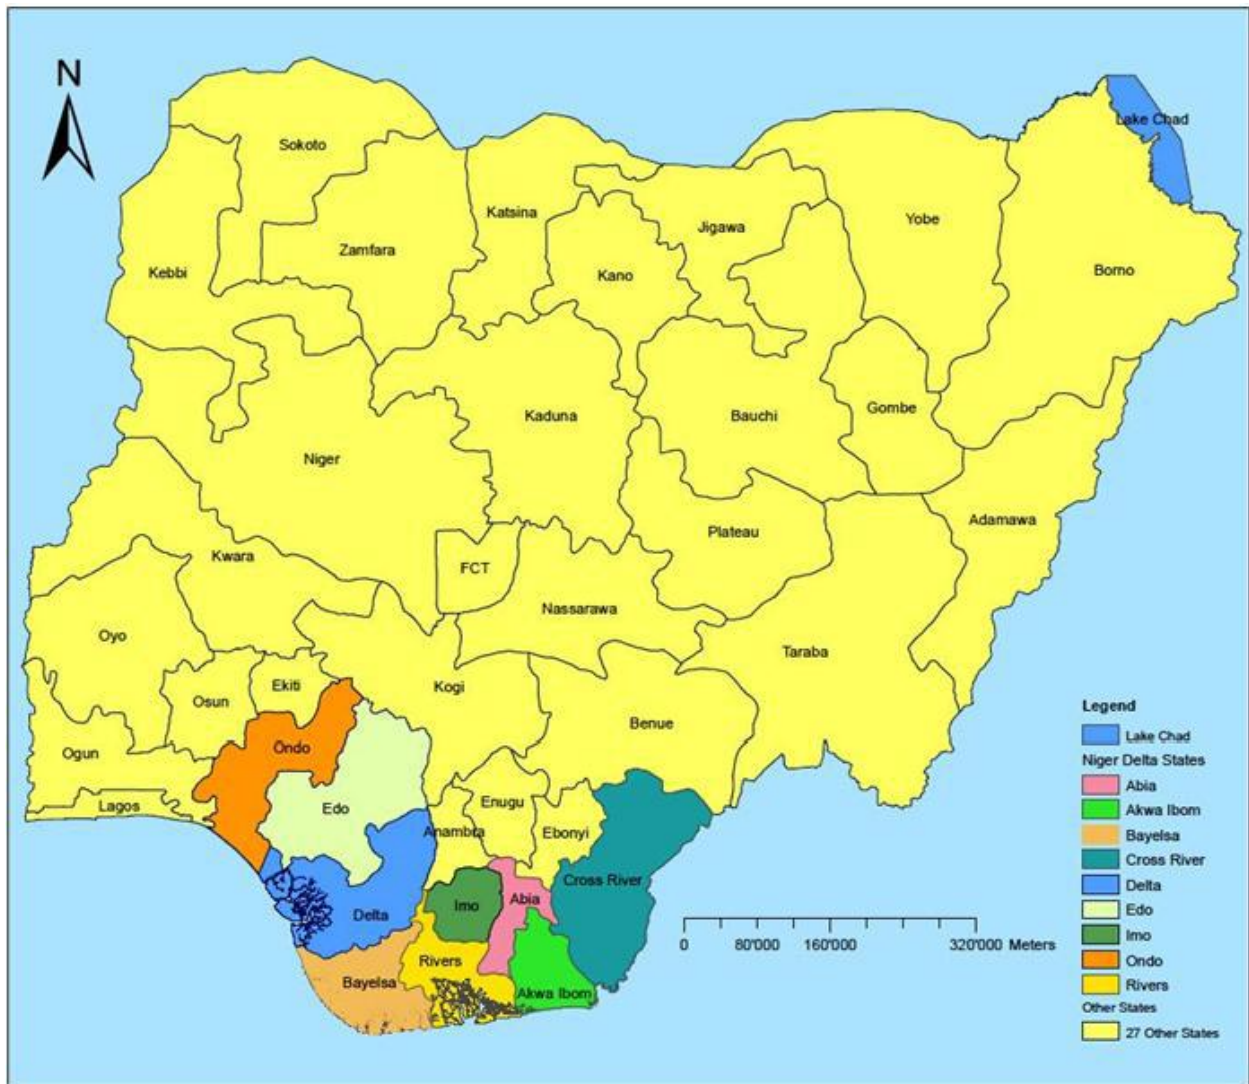 N
Lake Chad
Sokoto
Katsina
Jigawa
Yobe
Zamfara
Kebbi
Kano
Borno
Kaduna
Bauchi
Gombe
Niger
Adamawa
Plateau
Kwara
FCT
Nassarawa
Oyo
Taraba
Ekiti
Kogi
Osun
Benue
Ogun
Ondo
Lagos
Edo
Enugu
Anambra
Ebonyi
Cross River
Abia
Imo
Delta
Rivers
Bayelsa
Akwa Ibom
0 80'000 160'000 320'000 Meters
Legend
Lake Chad
Niger Delta States
Abia
Akwa Ibom
Bayelsa
Cross River
Delta
Edo
Imo
Ondo
Rivers
Other States
27 Other States